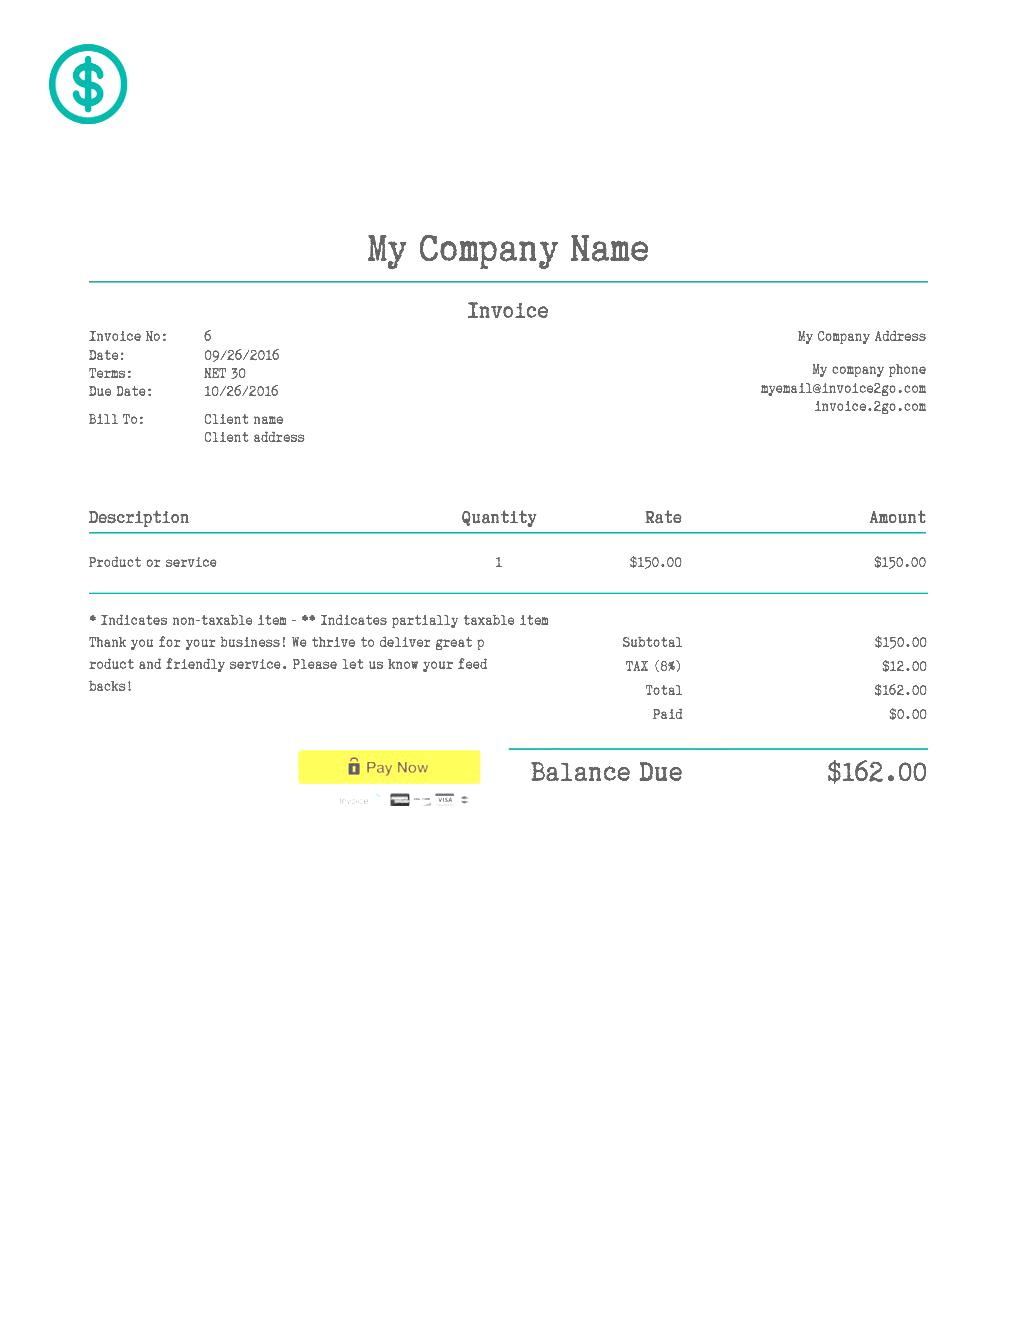 $
My Company Name
Invoice
Invoice No: 6
My Company Address
Date: 09/26/2016
Terms: NET 30
My company phone
Due Date: 10/26/2016
myemail@invoice2go.com
invoice.2go.com
Bill To: Client name
Client address
Description Quantity Rate Amount
Product or service 1 $150.00 $150.00
* Indicates non-taxable item - ** Indicates partially taxable item
Thank you for your business! We thrive to deliver great p
roduct and friendly service. Please let us know your feed
backs!
Subtotal $150.00
TAX (8%) $12.00
Total $162.00
Paid $0.00
Pay Now
Invoice VISA
Balance Due $162.00